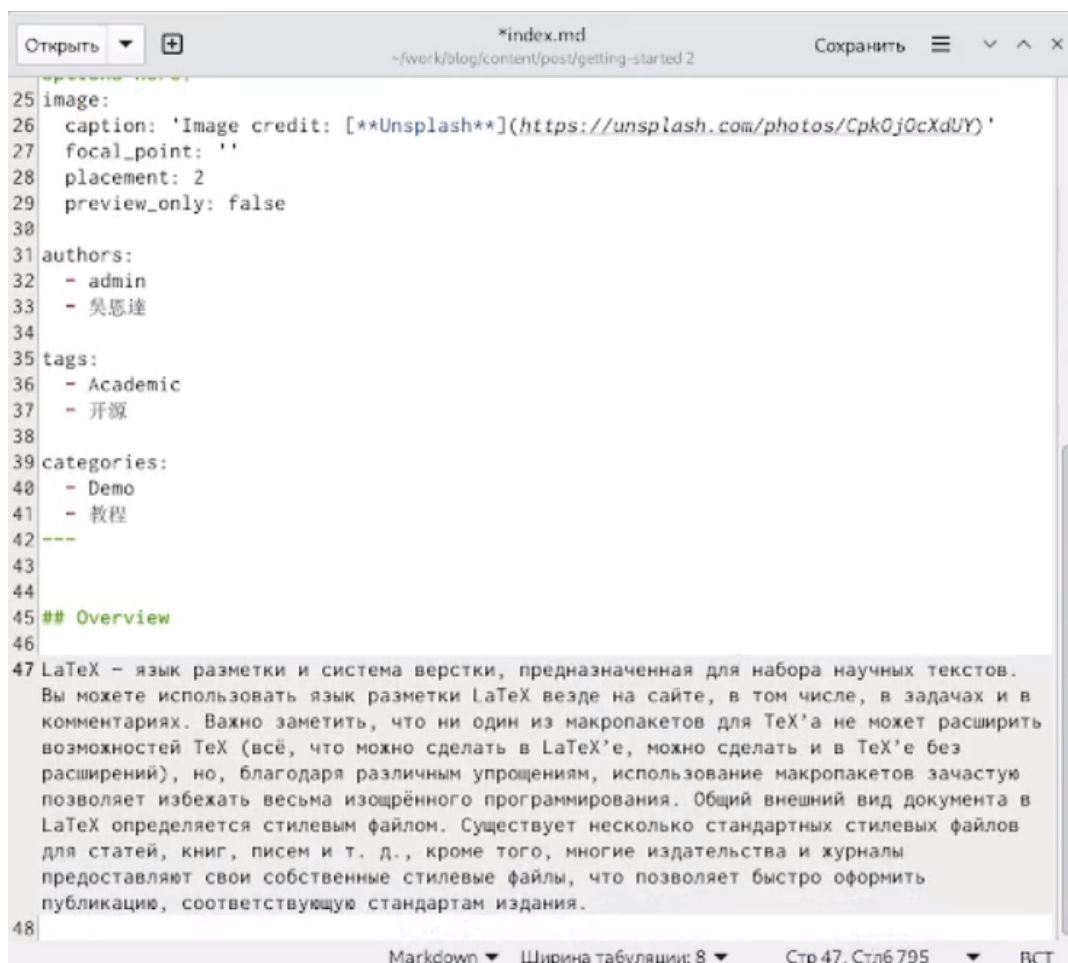 Открыть
*index.md
~/work/blog/content/post/getting-started 2
Сохранить
25 image:
26 caption: 'Image credit: [**Unsplash**](https://unsplash.com/photos/CpkOjOcXdUY)'
27 focal_point: ''
28 placement: 2
29 preview_only: false
30
31 authors:
32 - admin
33 - 吳恩達
34
35 tags:
36 - Academic
37 - 开源
38
39 categories:
40 - Demo
41 - 教程
42 ---
43
44
45 ## Overview
46
47 LaTeX – язык разметки и система верстки, предназначенная для набора научных текстов.
Вы можете использовать язык разметки LaTeX везде на сайте, в том числе, в задачах и в
комментариях. Важно заметить, что ни один из макропакетов для TeX’а не может расширить
возможностей TeX (всё, что можно сделать в LaTeX’е, можно сделать и в TeX’е без
расширений), но, благодаря различным упрощениям, использование макропакетов зачастую
позволяет избежать весьма изощрённого программирования. Общий внешний вид документа в
LaTeX определяется стилевым файлом. Существует несколько стандартных стилевых файлов
для статей, книг, писем и т. д., кроме того, многие издательства и журналы
предоставляют свои собственные стилевые файлы, что позволяет быстро оформить
публикацию, соответствующую стандартам издания.
48
Markdown Ширина табуляции: 8 Стр 47, Стлб 795 ВСТ